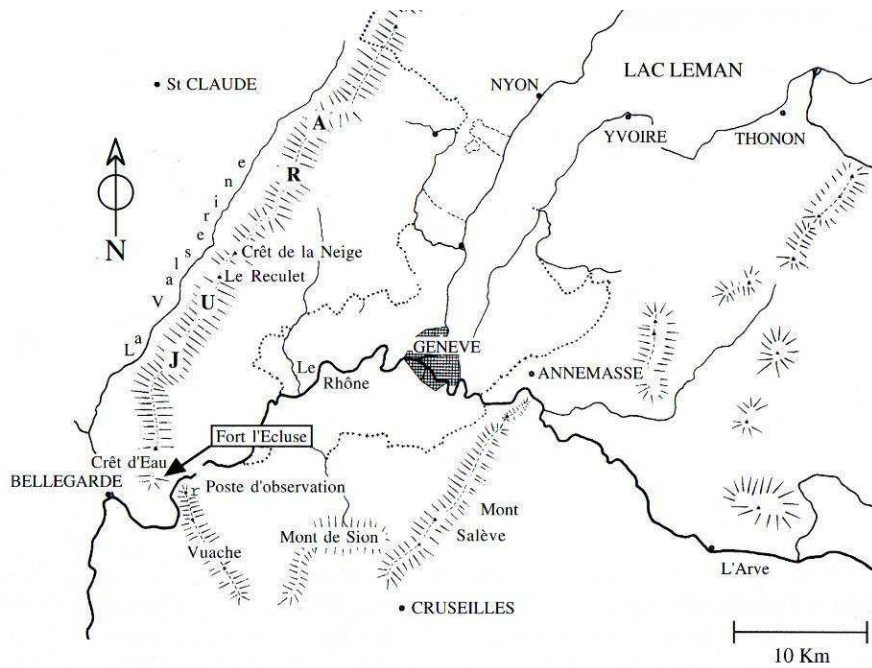 LAC LEMAN
NYON
St CLAUDE
YVOIRE
THONON
A
R
U
J
La Valserine
N
Crêt de la Neige
Le Reculet
GENEVE
Le
Rhône
ANNEMASSE
Fort l'Ecluse
Crêt d'Eau
BELLEGARDE
Poste d'observation
Mont
Salève
Mont de Sion
Vuache
L'Arve
CRUSEILLES
10 Km